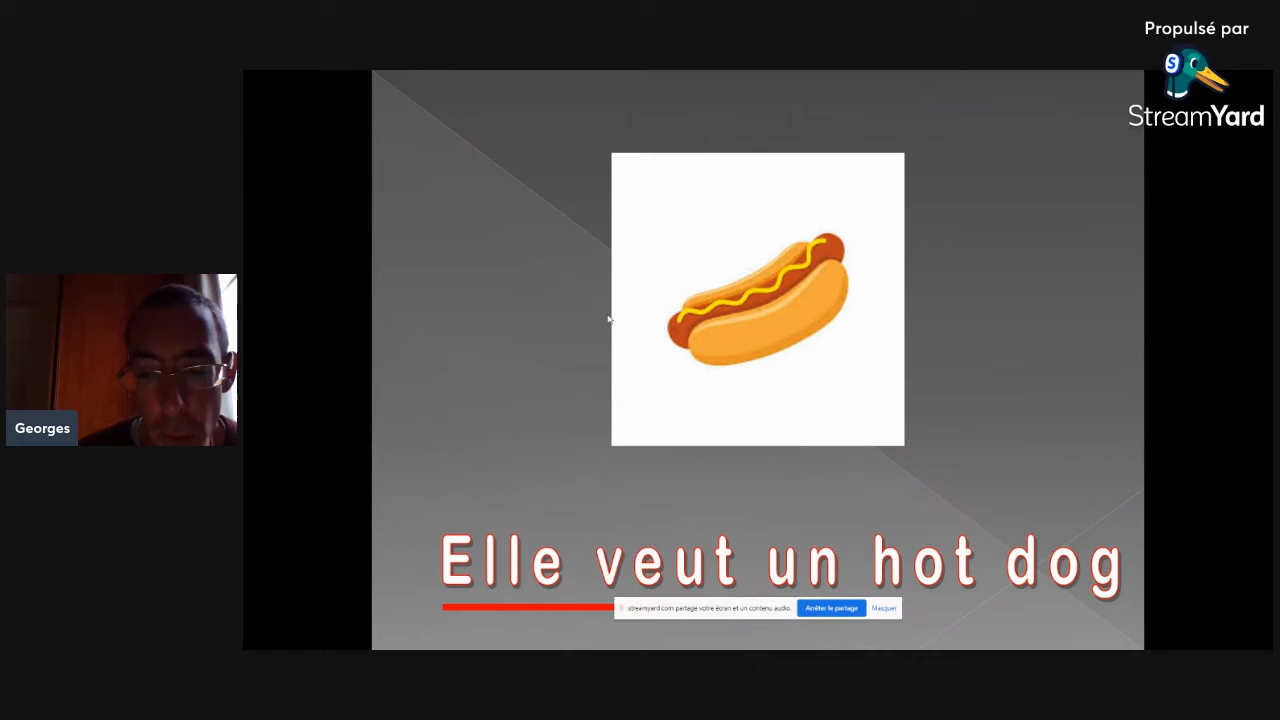 Propulsé par
StreamYard
Georges
Elle veut un hot dog
streamyard.com partage votre écran et un contenu audio.
Arrêter le partage
Masquer